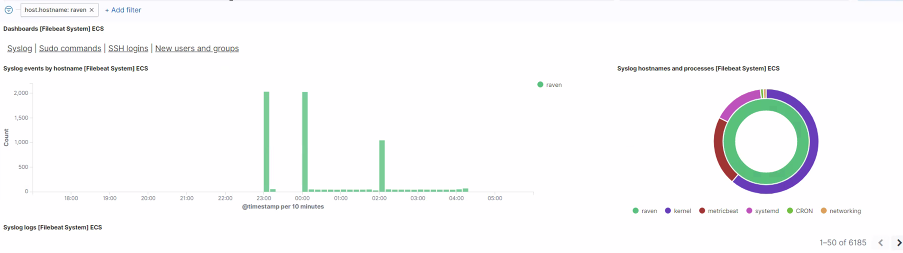 host.hostname: raven × + Add filter
Dashboards [Filebeat System] ECS
Syslog | Sudo commands | SSH logins | New users and groups
Syslog events by hostname [Filebeat System] ECS
Syslog hostnames and processes [Filebeat System] ECS
raven
2,000
1,500
1,000
500
0
Count
18:00 19:00 20:00 21:00 22:00 23:00 00:00 01:00 02:00 03:00 04:00 05:00
@timestamp per 10 minutes
raven kernel metricbeat systemd CRON networking
Syslog logs [Filebeat System] ECS
1–50 of 6185